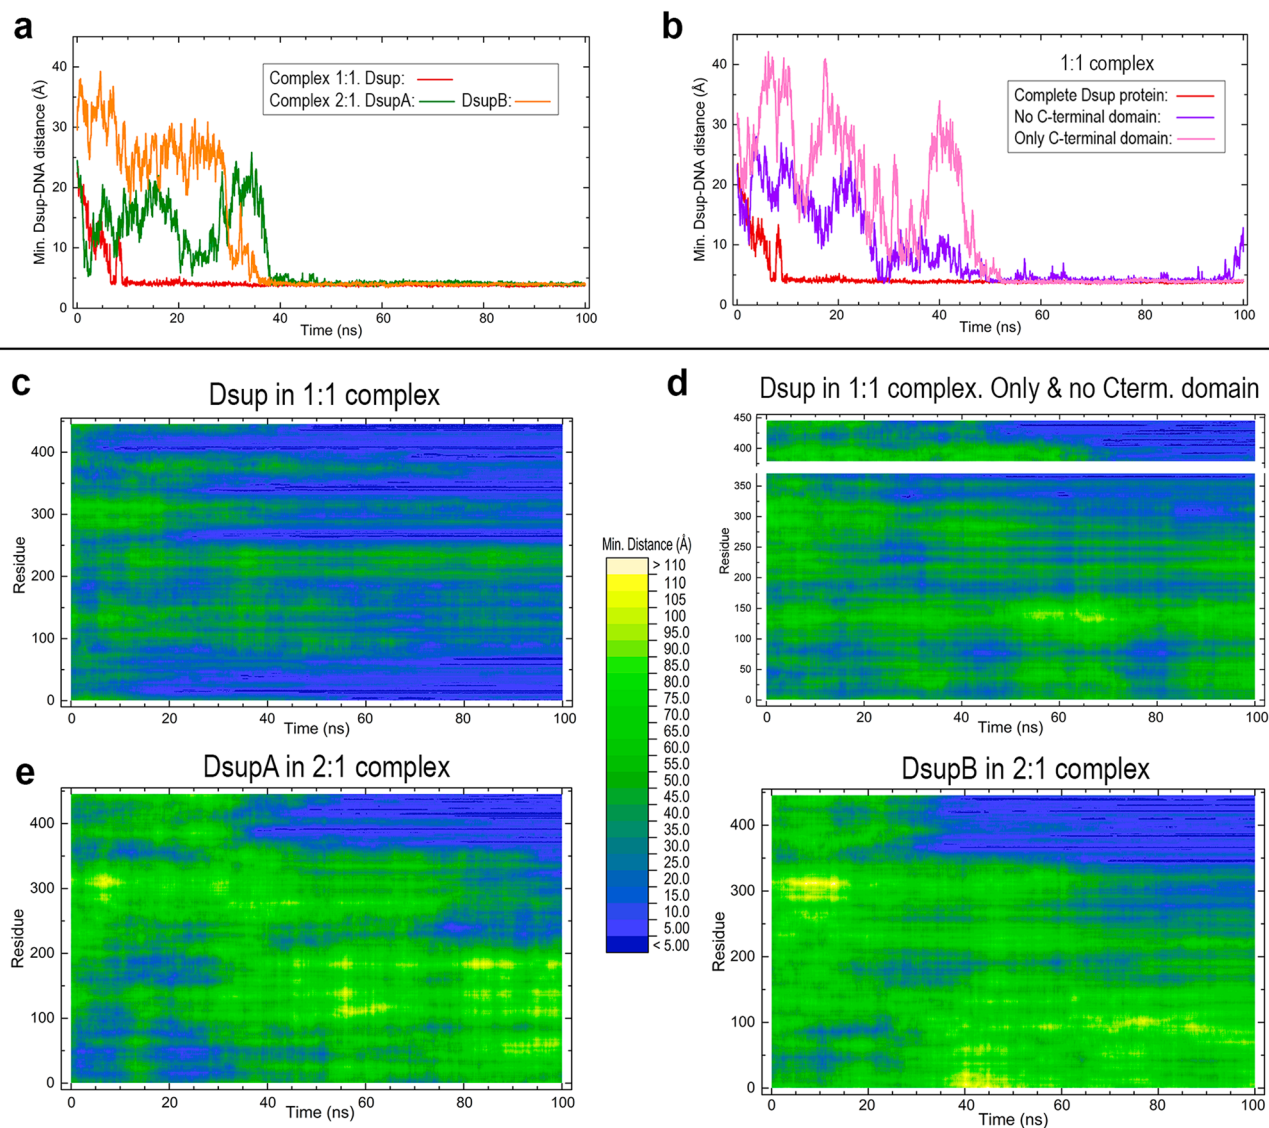 a
Complex 1:1. Dsup:
Complex 2:1. DsupA: DsupB:
Min. Dsup-DNA distance (Å)
40
30
20
10
0
0 20 40 60 80 100
Time (ns)
b
1:1 complex
Complete Dsup protein:
No C-terminal domain:
Only C-terminal domain:
Min. Dsup-DNA distance (Å)
40
30
20
10
0
0 20 40 60 80 100
Time (ns)
c
Dsup in 1:1 complex
Residue
400
300
200
100
0
0 20 40 60 80 100
Time (ns)
Min. Distance (Å)
> 110
110
105
100
95.0
90.0
85.0
80.0
75.0
70.0
65.0
60.0
55.0
50.0
45.0
40.0
35.0
30.0
25.0
20.0
15.0
10.0
5.00
< 5.00
d
Dsup in 1:1 complex. Only & no Cterm. domain
Residue
450
400
350
300
250
200
150
100
50
0
0 20 40 60 80 100
Time (ns)
e
DsupA in 2:1 complex
Residue
400
300
200
100
0
0 20 40 60 80 100
Time (ns)
DsupB in 2:1 complex
Residue
400
300
200
100
0
0 20 40 60 80 100
Time (ns)